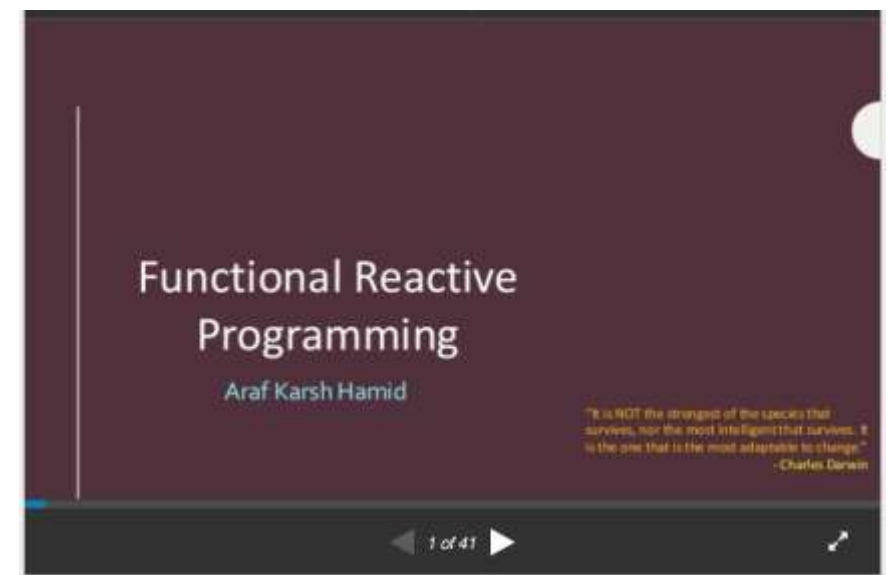 Functional Reactive
Programming
Araf Karsh Hamid
"It is NOT the strongest of the species that
survives, nor the most intelligent that survives. It
is the one that is the most adaptable to change."
- Charles Darwin
1 of 41